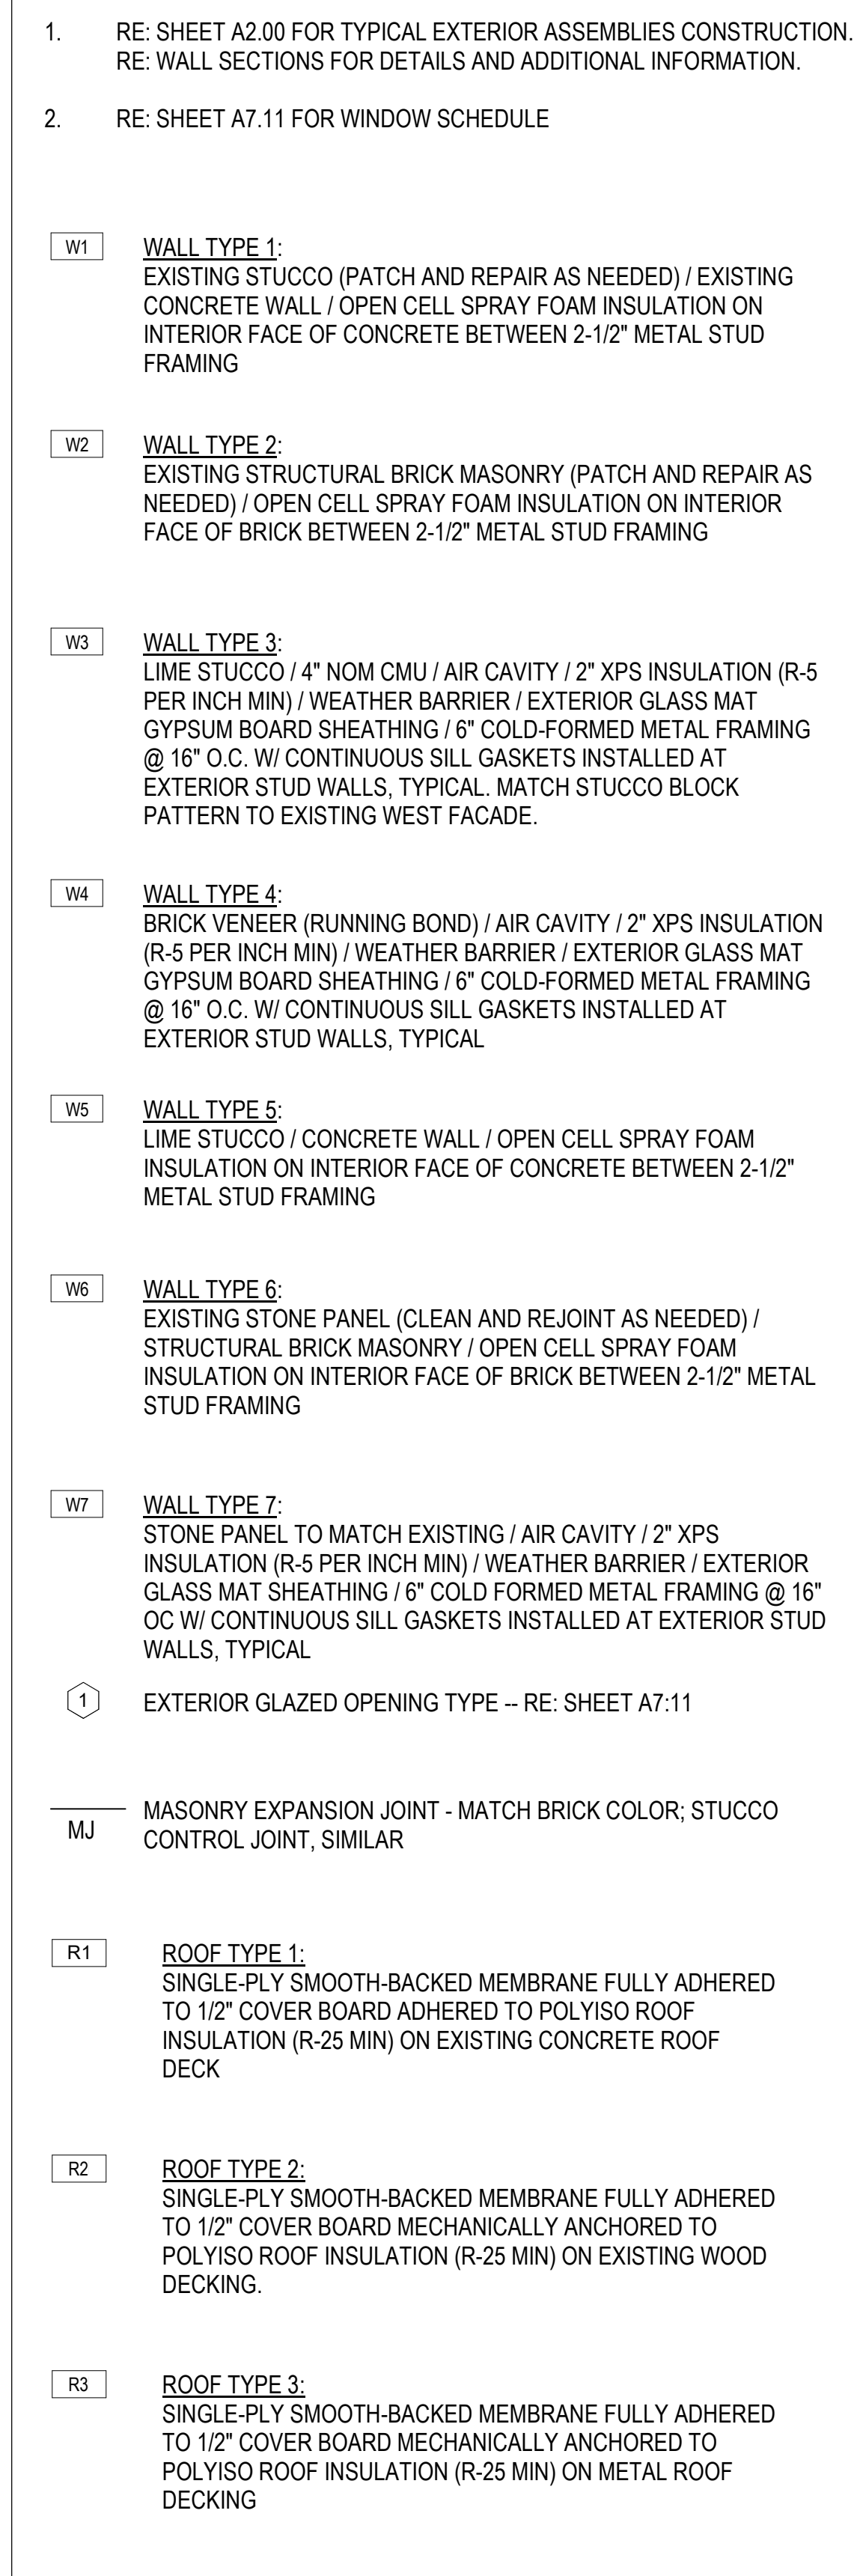 1. RE: SHEET A2.00 FOR TYPICAL EXTERIOR ASSEMBLIES CONSTRUCTION.
RE: WALL SECTIONS FOR DETAILS AND ADDITIONAL INFORMATION.
2. RE: SHEET A7.11 FOR WINDOW SCHEDULE
W1 WALL TYPE 1:
EXISTING STUCCO (PATCH AND REPAIR AS NEEDED) / EXISTING
CONCRETE WALL / OPEN CELL SPRAY FOAM INSULATION ON
INTERIOR FACE OF CONCRETE BETWEEN 2-1/2" METAL STUD
FRAMING
W2 WALL TYPE 2:
EXISTING STRUCTURAL BRICK MASONRY (PATCH AND REPAIR AS
NEEDED) / OPEN CELL SPRAY FOAM INSULATION ON INTERIOR
FACE OF BRICK BETWEEN 2-1/2" METAL STUD FRAMING
W3 WALL TYPE 3:
LIME STUCCO / 4" NOM CMU / AIR CAVITY / 2" XPS INSULATION (R-5
PER INCH MIN) / WEATHER BARRIER / EXTERIOR GLASS MAT
GYPSUM BOARD SHEATHING / 6" COLD-FORMED METAL FRAMING
@ 16" O.C. W/ CONTINUOUS SILL GASKETS INSTALLED AT
EXTERIOR STUD WALLS, TYPICAL. MATCH STUCCO BLOCK
PATTERN TO EXISTING WEST FACADE.
W4 WALL TYPE 4:
BRICK VENEER (RUNNING BOND) / AIR CAVITY / 2" XPS INSULATION
(R-5 PER INCH MIN) / WEATHER BARRIER / EXTERIOR GLASS MAT
GYPSUM BOARD SHEATHING / 6" COLD-FORMED METAL FRAMING
@ 16" O.C. W/ CONTINUOUS SILL GASKETS INSTALLED AT
EXTERIOR STUD WALLS, TYPICAL
W5 WALL TYPE 5:
LIME STUCCO / CONCRETE WALL / OPEN CELL SPRAY FOAM
INSULATION ON INTERIOR FACE OF CONCRETE BETWEEN 2-1/2"
METAL STUD FRAMING
W6 WALL TYPE 6:
EXISTING STONE PANEL (CLEAN AND REJOINT AS NEEDED) /
STRUCTURAL BRICK MASONRY / OPEN CELL SPRAY FOAM
INSULATION ON INTERIOR FACE OF BRICK BETWEEN 2-1/2" METAL
STUD FRAMING
W7 WALL TYPE 7:
STONE PANEL TO MATCH EXISTING / AIR CAVITY / 2" XPS
INSULATION (R-5 PER INCH MIN) / WEATHER BARRIER / EXTERIOR
GLASS MAT SHEATHING / 6" COLD FORMED METAL FRAMING @ 16"
OC W/ CONTINUOUS SILL GASKETS INSTALLED AT EXTERIOR STUD
WALLS, TYPICAL
1 EXTERIOR GLAZED OPENING TYPE -- RE: SHEET A7:11
MJ MASONRY EXPANSION JOINT - MATCH BRICK COLOR; STUCCO
CONTROL JOINT, SIMILAR
R1 ROOF TYPE 1:
SINGLE-PLY SMOOTH-BACKED MEMBRANE FULLY ADHERED
TO 1/2" COVER BOARD ADHERED TO POLYISO ROOF
INSULATION (R-25 MIN) ON EXISTING CONCRETE ROOF
DECK
R2 ROOF TYPE 2:
SINGLE-PLY SMOOTH-BACKED MEMBRANE FULLY ADHERED
TO 1/2" COVER BOARD MECHANICALLY ANCHORED TO
POLYISO ROOF INSULATION (R-25 MIN) ON EXISTING WOOD
DECKING.
R3 ROOF TYPE 3:
SINGLE-PLY SMOOTH-BACKED MEMBRANE FULLY ADHERED
TO 1/2" COVER BOARD MECHANICALLY ANCHORED TO
POLYISO ROOF INSULATION (R-25 MIN) ON METAL ROOF
DECKING